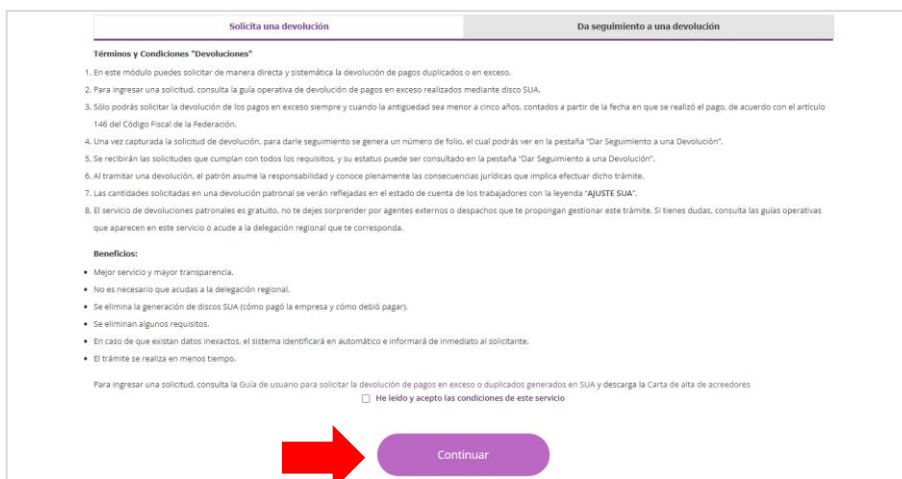 Solicita una devolución
Da seguimiento a una devolución
Términos y Condiciones "Devoluciones"
1. En este módulo puedes solicitar de manera directa y sistemática la devolución de pagos duplicados o en exceso.
2. Para ingresar una solicitud, consulta la guía operativa de devolución de pagos en exceso realizados mediante disco SUA.
3. Sólo podrás solicitar la devolución de los pagos en exceso siempre y cuando la antigüedad sea menor a cinco años, contados a partir de la fecha en que se realizó el pago, de acuerdo con el artículo
146 del Código Fiscal de la Federación.
4. Una vez capturada la solicitud de devolución, para darle seguimiento se genera un número de folio, el cual podrás ver en la pestaña "Dar Seguimiento a una Devolución".
5. Se recibirán las solicitudes que cumplan con todos los requisitos, y su estatus puede ser consultado en la pestaña "Dar Seguimiento a una Devolución".
6. Al tramitar una devolución, el patrón asume la responsabilidad y conoce plenamente las consecuencias jurídicas que implica efectuar dicho trámite.
7. Las cantidades solicitadas en una devolución patronal se verán reflejadas en el estado de cuenta de los trabajadores con la leyenda "AJUSTE SUA".
8. El servicio de devoluciones patronales es gratuito, no te dejes sorprender por agentes externos o despachos que te propongan gestionar este trámite. Si tienes dudas, consulta las guías operativas
que aparecen en este servicio o acude a la delegación regional que te corresponda.
Beneficios:
• Mejor servicio y mayor transparencia.
• No es necesario que acudas a la delegación regional.
• Se elimina la generación de discos SUA (cómo pagó la empresa y cómo debió pagar).
• Se eliminan algunos requisitos.
• En caso de que existan datos inexactos, el sistema identificará en automático e informará de inmediato al solicitante.
• El trámite se realiza en menos tiempo.
Para ingresar una solicitud, consulta la Guía de usuario para solicitar la devolución de pagos en exceso o duplicados generados en SUA y descarga la Carta de alta de acreedores
He leído y acepto las condiciones de este servicio
Continuar